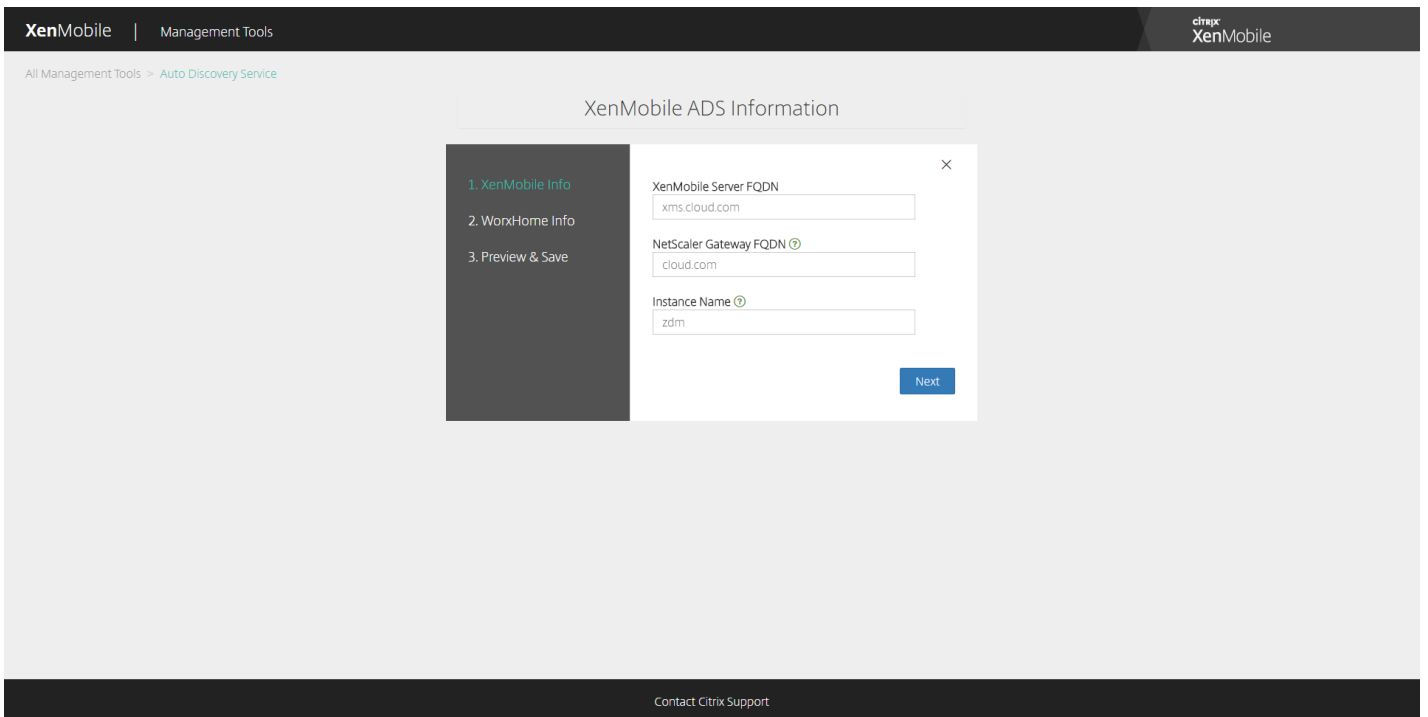 XenMobile | Management Tools
citrix
XenMobile
All Management Tools > Auto Discovery Service
XenMobile ADS Information
1. XenMobile Info
2. WorxHome Info
3. Preview & Save
XenMobile Server FQDN
xms.cloud.com
NetScaler Gateway FQDN ?
cloud.com
Instance Name ?
zdm
Next
Contact Citrix Support